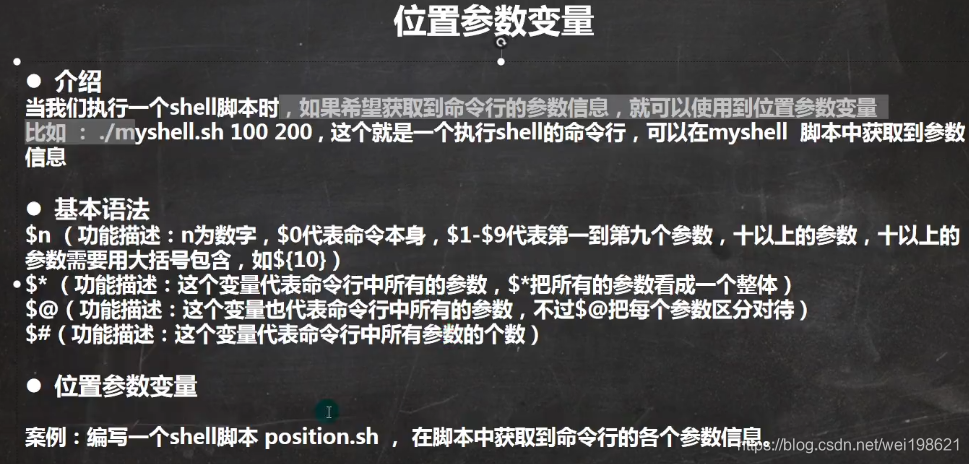 位置参数变量
● 介绍
当我们执行一个shell脚本时，如果希望获取到命令行的参数信息，就可以使用到位置参数变量
比如 ： ./myshell.sh 100 200，这个就是一个执行shell的命令行，可以在myshell 脚本中获取到参数
信息
● 基本语法
$n （功能描述：n为数字，$0代表命令本身，$1-$9代表第一到第九个参数，十以上的参数，十以上的
参数需要用大括号包含，如${10}）
$* （功能描述：这个变量代表命令行中所有的参数，$*把所有的参数看成一个整体）
$@（功能描述：这个变量也代表命令行中所有的参数，不过$@把每个参数区分对待）
$#（功能描述：这个变量代表命令行中所有参数的个数）
● 位置参数变量
案例：编写一个shell脚本 position.sh ， 在脚本中获取到命令行的各个参数信息。
https://blog.csdn.net/wei198621